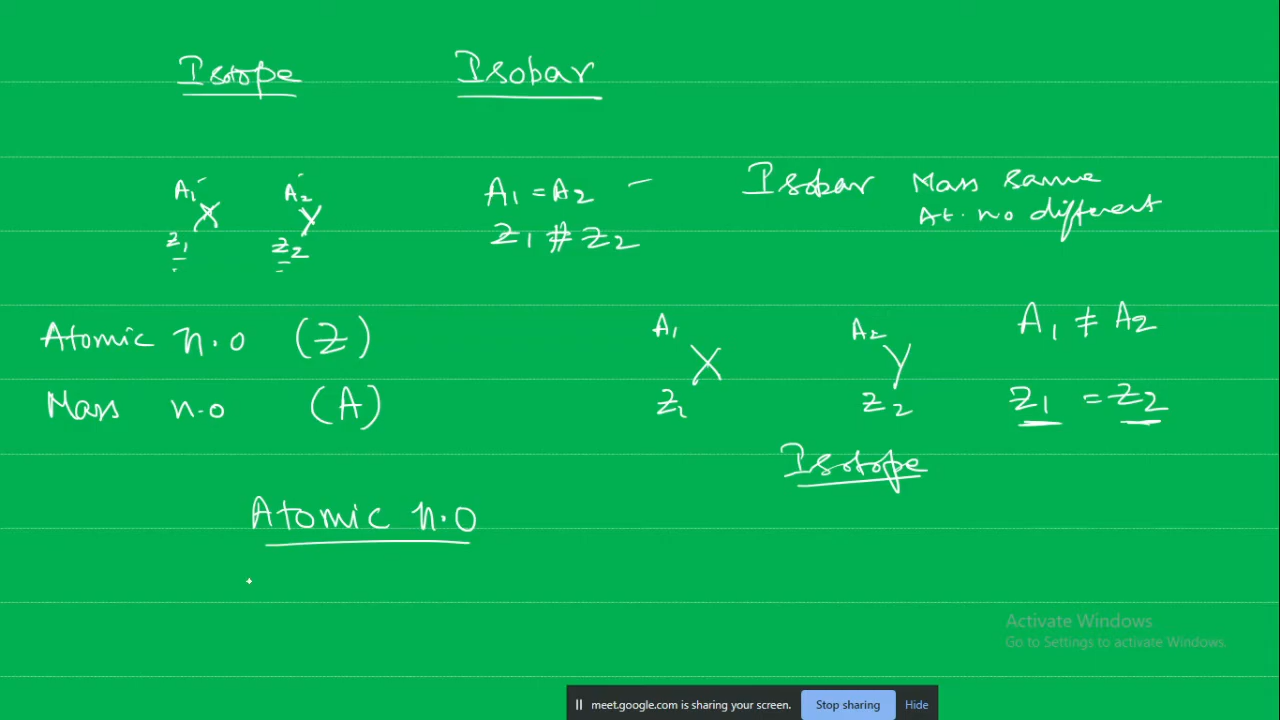 Isotope Isobar
A1 A2 A1 = A2 Isobar Mass same
X Y At. no different
Z1 Z2 Z1 ≠ Z2
Atomic n.o (Z) A1 A2 A1 ≠ A2
X Y
Mass n.o (A) Z1 Z2 Z1 = Z2
Isotope
Atomic n.o
Activate Windows
Go to Settings to activate Windows.
meet.google.com is sharing your screen. Stop sharing Hide